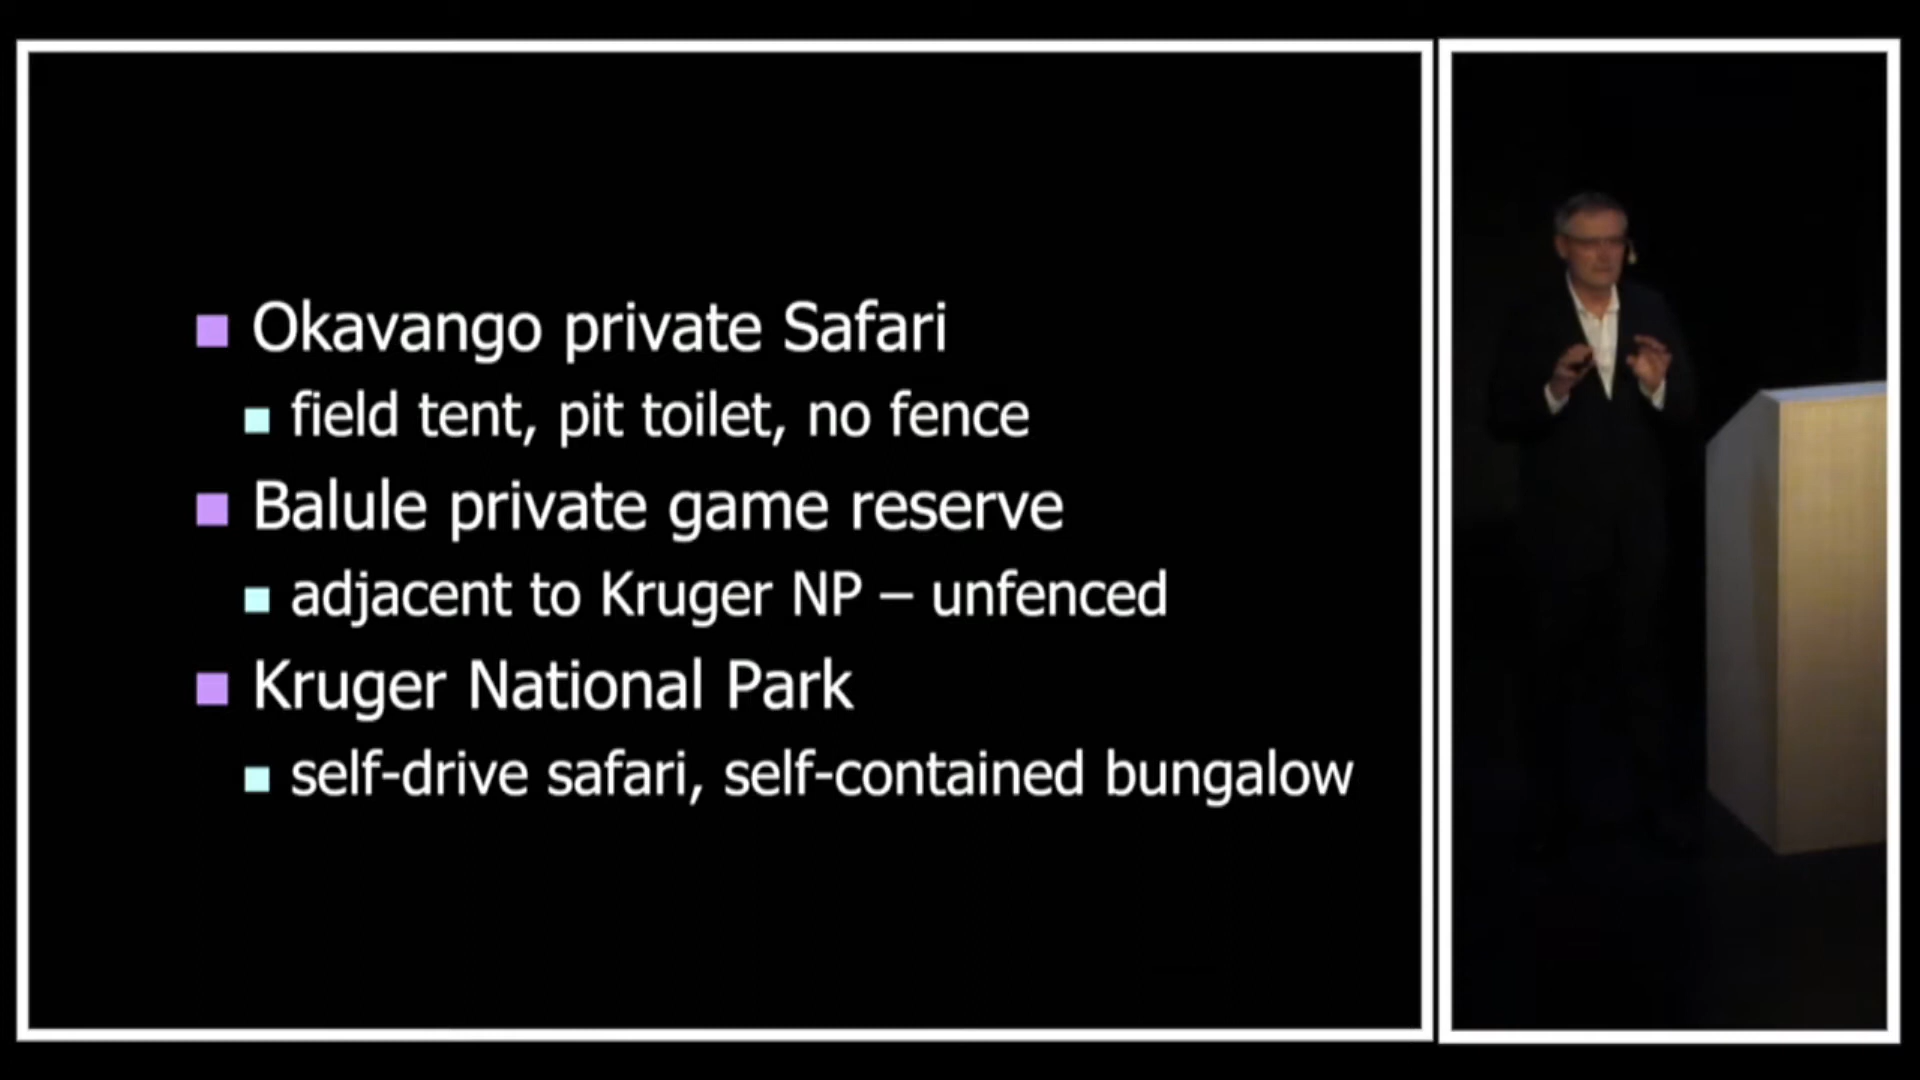 Okavango private Safari
field tent, pit toilet, no fence
Balule private game reserve
adjacent to Kruger NP – unfenced
Kruger National Park
self-drive safari, self-contained bungalow